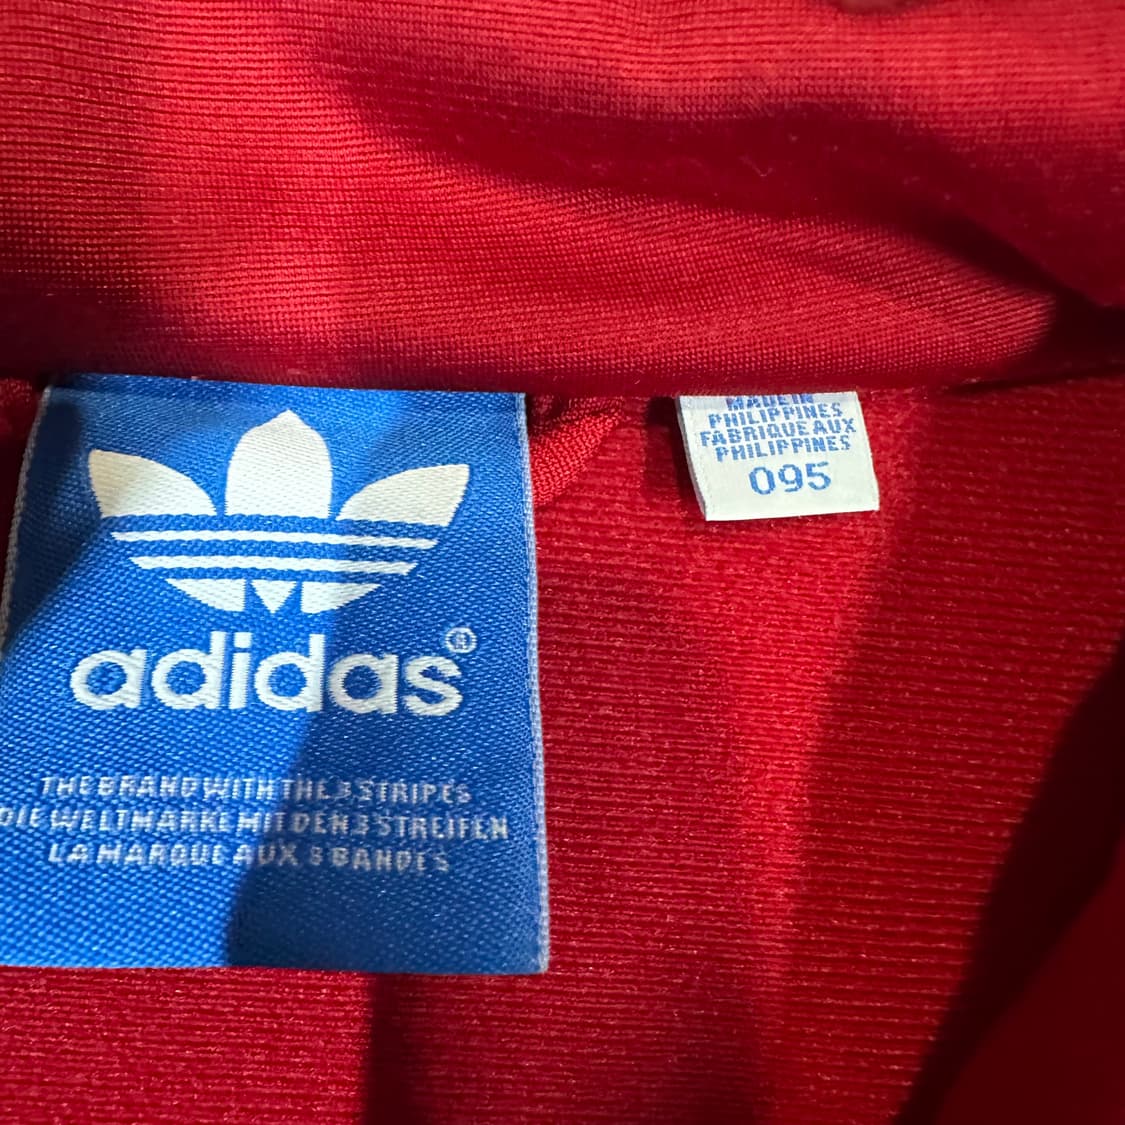 adidas®
THE BRAND WITH THE 3 STRIPES
DIE WELTMARKE MIT DEN 3 STREIFEN
LA MARQUE AUX 3 BANDES
MADE IN
PHILIPPINES
FABRIQUE AUX
PHILIPPINES
095